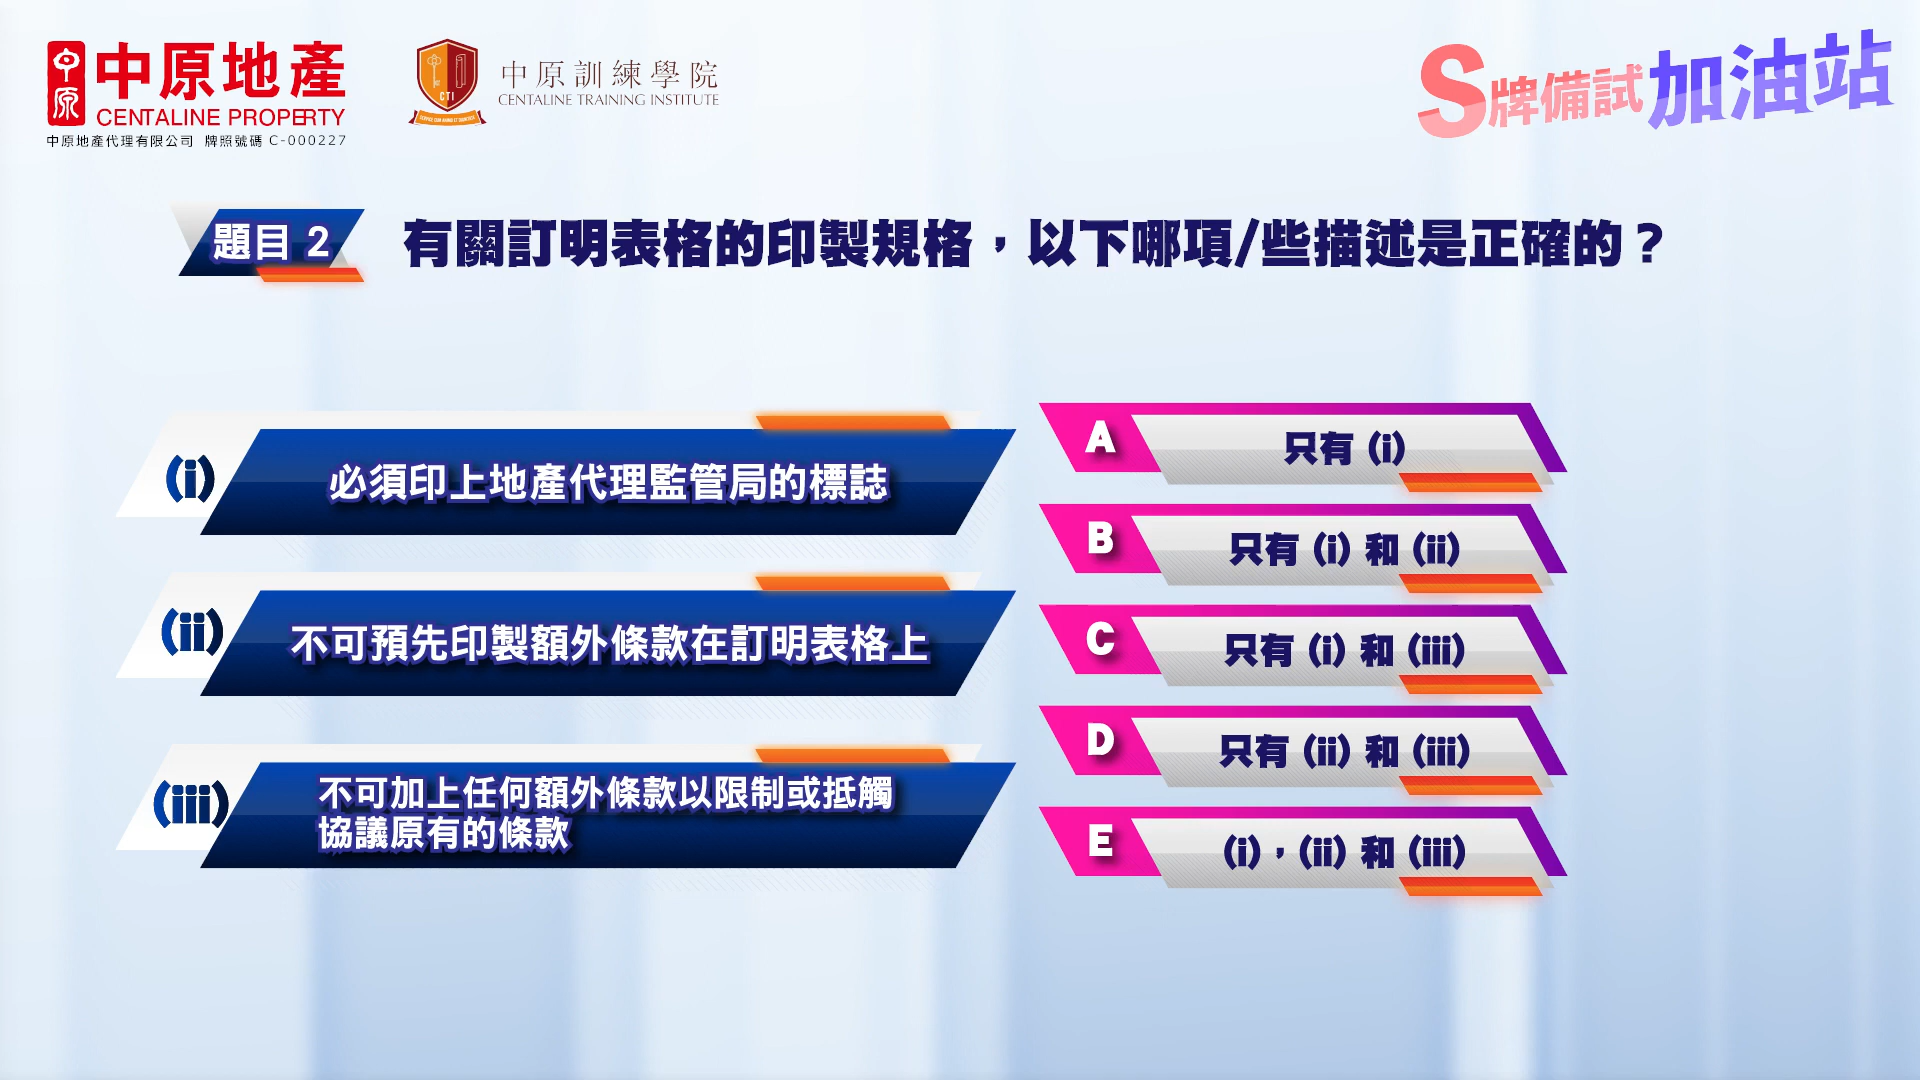 中原
中原地產
CENTALINE PROPERTY
中原地產代理有限公司 牌照號碼 C-000227
CTI
中原訓練學院
CENTALINE TRAINING INSTITUTE
S牌備試加油站
題目 2
有關訂明表格的印製規格，以下哪項/些描述是正確的？
(i) 必須印上地產代理監管局的標誌
(ii) 不可預先印製額外條款在訂明表格上
(iii) 不可加上任何額外條款以限制或抵觸
協議原有的條款
A 只有 (i)
B 只有 (i) 和 (ii)
C 只有 (i) 和 (iii)
D 只有 (ii) 和 (iii)
E (i)，(ii) 和 (iii)